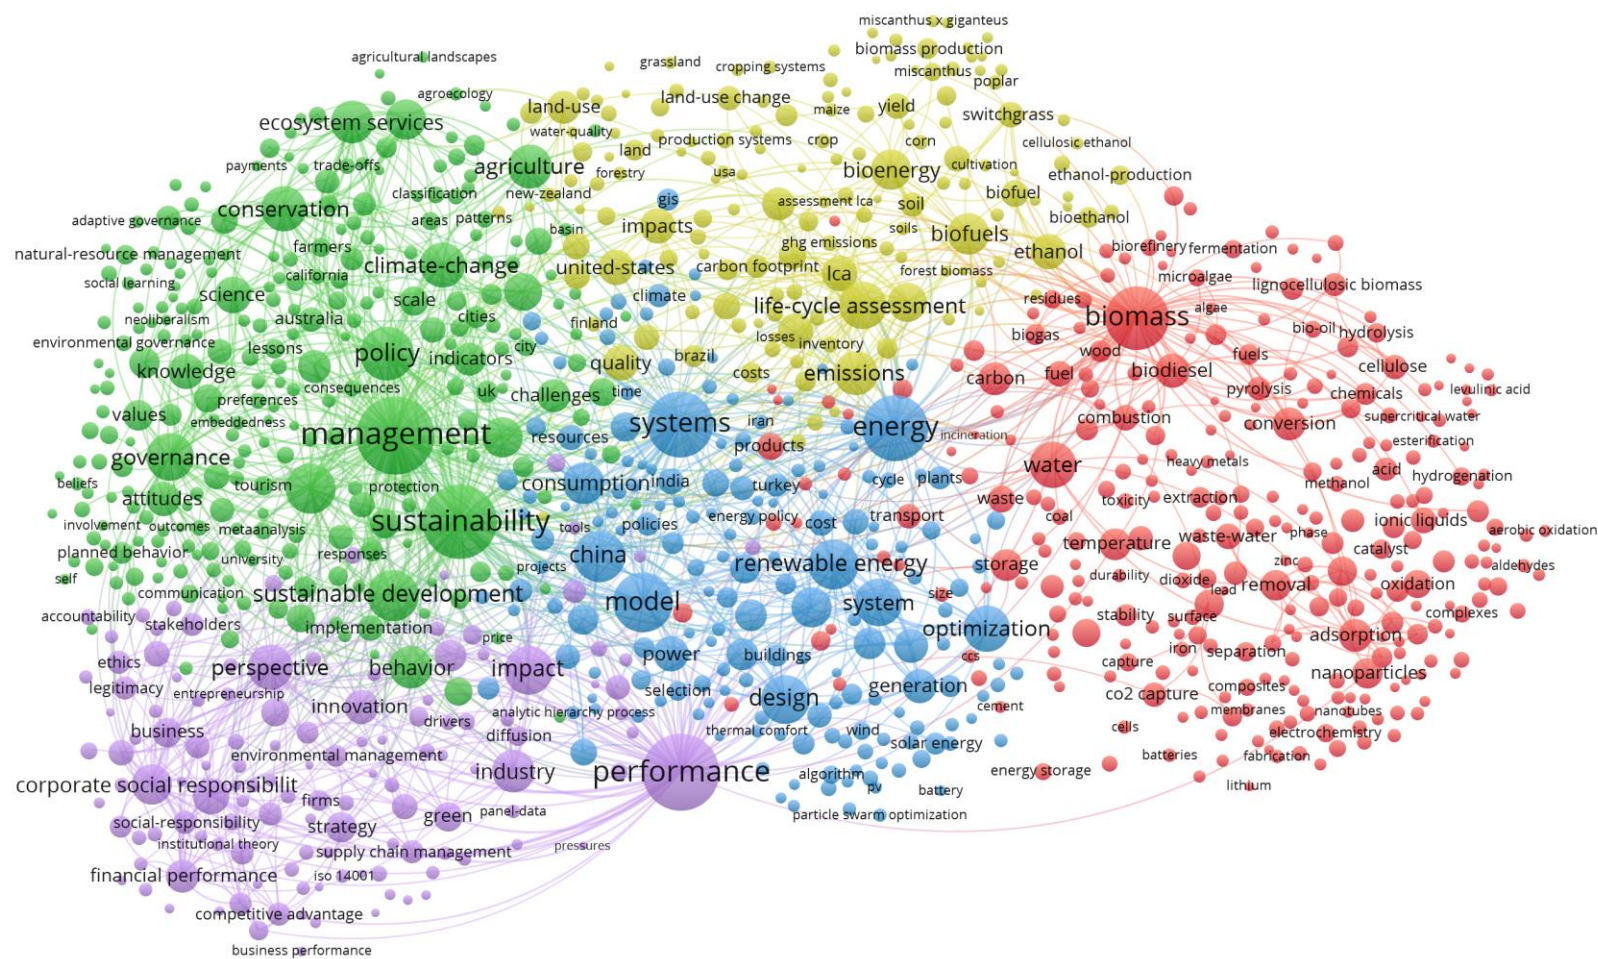 miscanthus x giganteus
biomass production
agricultural landscapes
grassland
cropping systems
miscanthus
poplar
agroecology
land-use
land-use change
maize
yield
switchgrass
ecosystem services
water-quality
production systems
crop
corn
cellulosic ethanol
land
payments
trade-offs
agriculture
forestry
usa
bioenergy
cultivation
ethanol-production
classification
new-zealand
gis
assessment lca
soil
biofuel
conservation
adaptive governance
areas
patterns
basin
impacts
soils
bioethanol
biofuels
natural-resource management
farmers
ghg emissions
ethanol
biorefinery
fermentation
climate-change
united-states
carbon footprint
lca
forest biomass
california
microalgae
social learning
lignocellulosic biomass
science
scale
climate
life-cycle assessment
residues
algae
neoliberalism
australia
cities
finland
biomass
bio-oil
hydrolysis
environmental governance
lessons
policy
indicators
city
losses
inventory
biogas
wood
fuels
knowledge
quality
brazil
costs
emissions
carbon
fuel
biodiesel
cellulose
consequences
uk
challenges
time
pyrolysis
chemicals
levulinic acid
preferences
values
embeddedness
management
systems
iran
energy
combustion
conversion
supercritical water
resources
products
incineration
esterification
governance
water
heavy metals
acid
hydrogenation
beliefs
tourism
protection
consumption
india
turkey
cycle
plants
methanol
attitudes
waste
toxicity
extraction
involvement
outcomes
metaanalysis
sustainability
tools
policies
energy policy
cost
transport
coal
phase
ionic liquids
aerobic oxidation
planned behavior
university
responses
projects
china
renewable energy
storage
temperature
waste-water
zinc
catalyst
aldehydes
self
communication
sustainable development
model
system
size
durability
dioxide
lead
removal
oxidation
accountability
stakeholders
implementation
price
optimization
stability
surface
adsorption
complexes
ethics
perspective
behavior
impact
power
buildings
ccs
capture
iron
separation
nanoparticles
legitimacy
entrepreneurship
selection
design
generation
co2 capture
composites
innovation
analytic hierarchy process
cement
membranes
nanotubes
business
drivers
diffusion
thermal comfort
wind
cells
electrochemistry
environmental management
solar energy
batteries
fabrication
corporate social responsibilit
industry
performance
algorithm
pv
battery
energy storage
lithium
firms
green
panel-data
particle swarm optimization
social-responsibility
strategy
institutional theory
supply chain management
pressures
financial performance
iso 14001
competitive advantage
business performance